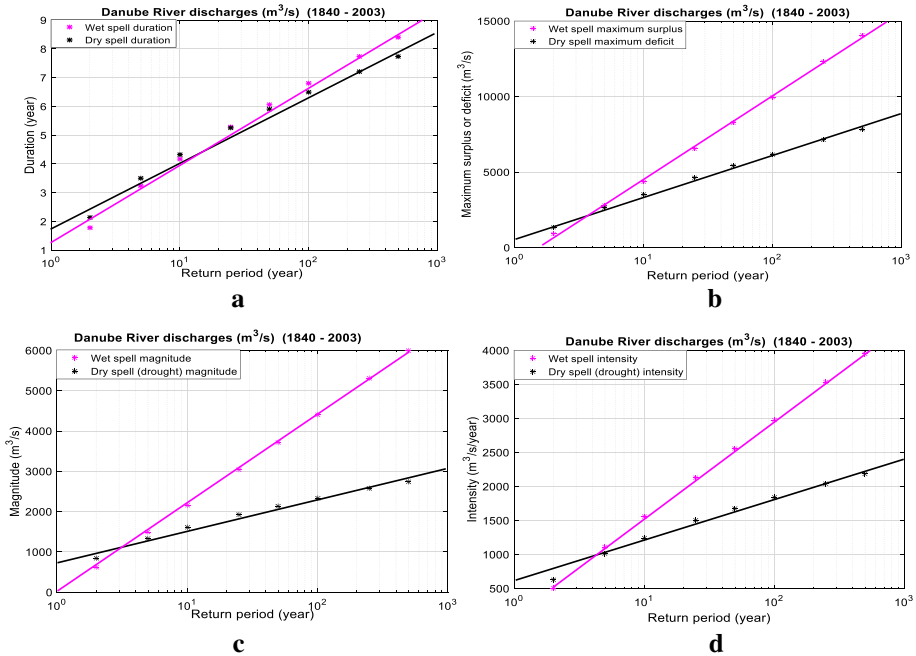 Danube River discharges (m³/s) (1840 - 2003)
Wet spell duration
Dry spell duration
Duration (year)
9
8
7
6
5
4
3
2
1
10⁰ 10¹ 10² 10³
Return period (year)
a
Danube River discharges (m³/s) (1840 - 2003)
Wet spell maximum surplus
Dry spell maximum deficit
Maximum surplus or deficit (m³/s)
15000
10000
5000
0
10⁰ 10¹ 10² 10³
Return period (year)
b
Danube River discharges (m³/s) (1840 - 2003)
Wet spell magnitude
Dry spell (drought) magnitude
Magnitude (m³/s)
6000
5000
4000
3000
2000
1000
0
10⁰ 10¹ 10² 10³
Return period (year)
c
Danube River discharges (m³/s) (1840 - 2003)
Wet spell intensity
Dry spell (drought) intensity
Intensity (m³/s/year)
4000
3500
3000
2500
2000
1500
1000
500
10⁰ 10¹ 10² 10³
Return period (year)
d